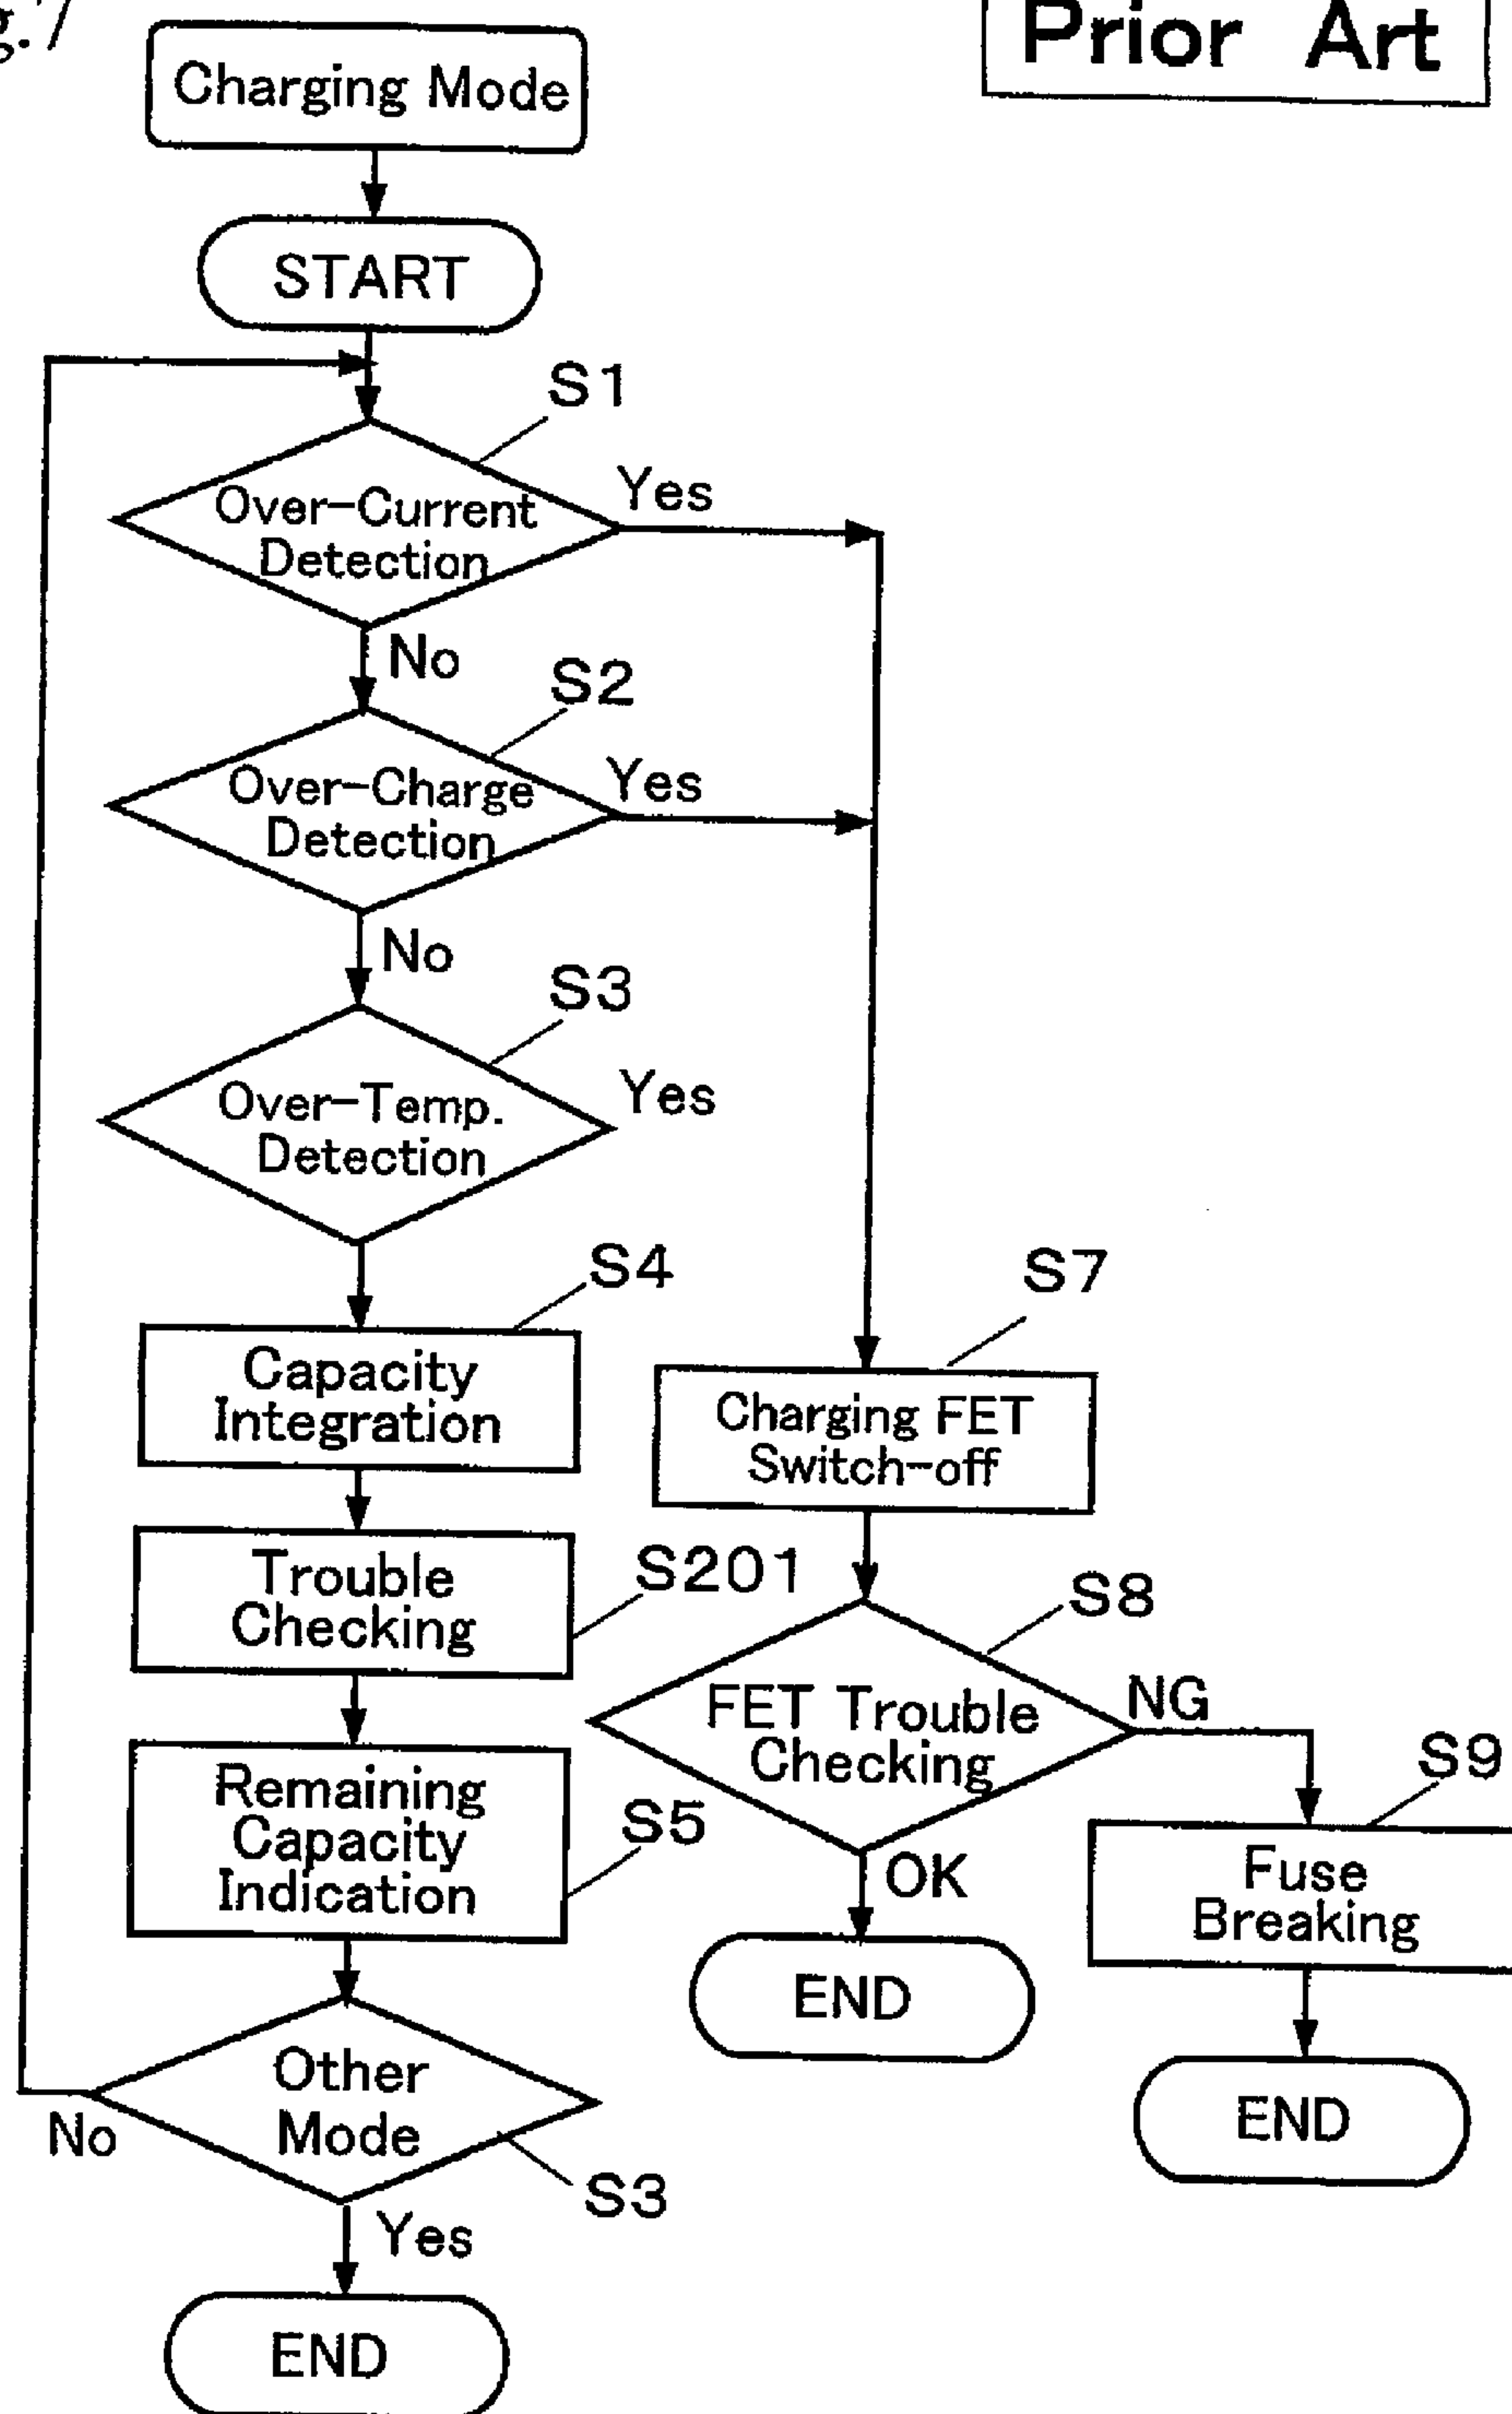 g.7
Prior Art
Charging Mode
START
S1
Over-Current
Detection
Yes
No
S2
Over-Charge
Detection
Yes
No
S3
Over-Temp.
Detection
Yes
S4
Capacity
Integration
S7
Charging FET
Switch-off
Trouble
Checking
S201
S8
FET Trouble
Checking
NG
OK
Remaining
Capacity
Indication
S5
S9
Fuse
Breaking
END
END
Other
Mode
No
S3
Yes
END